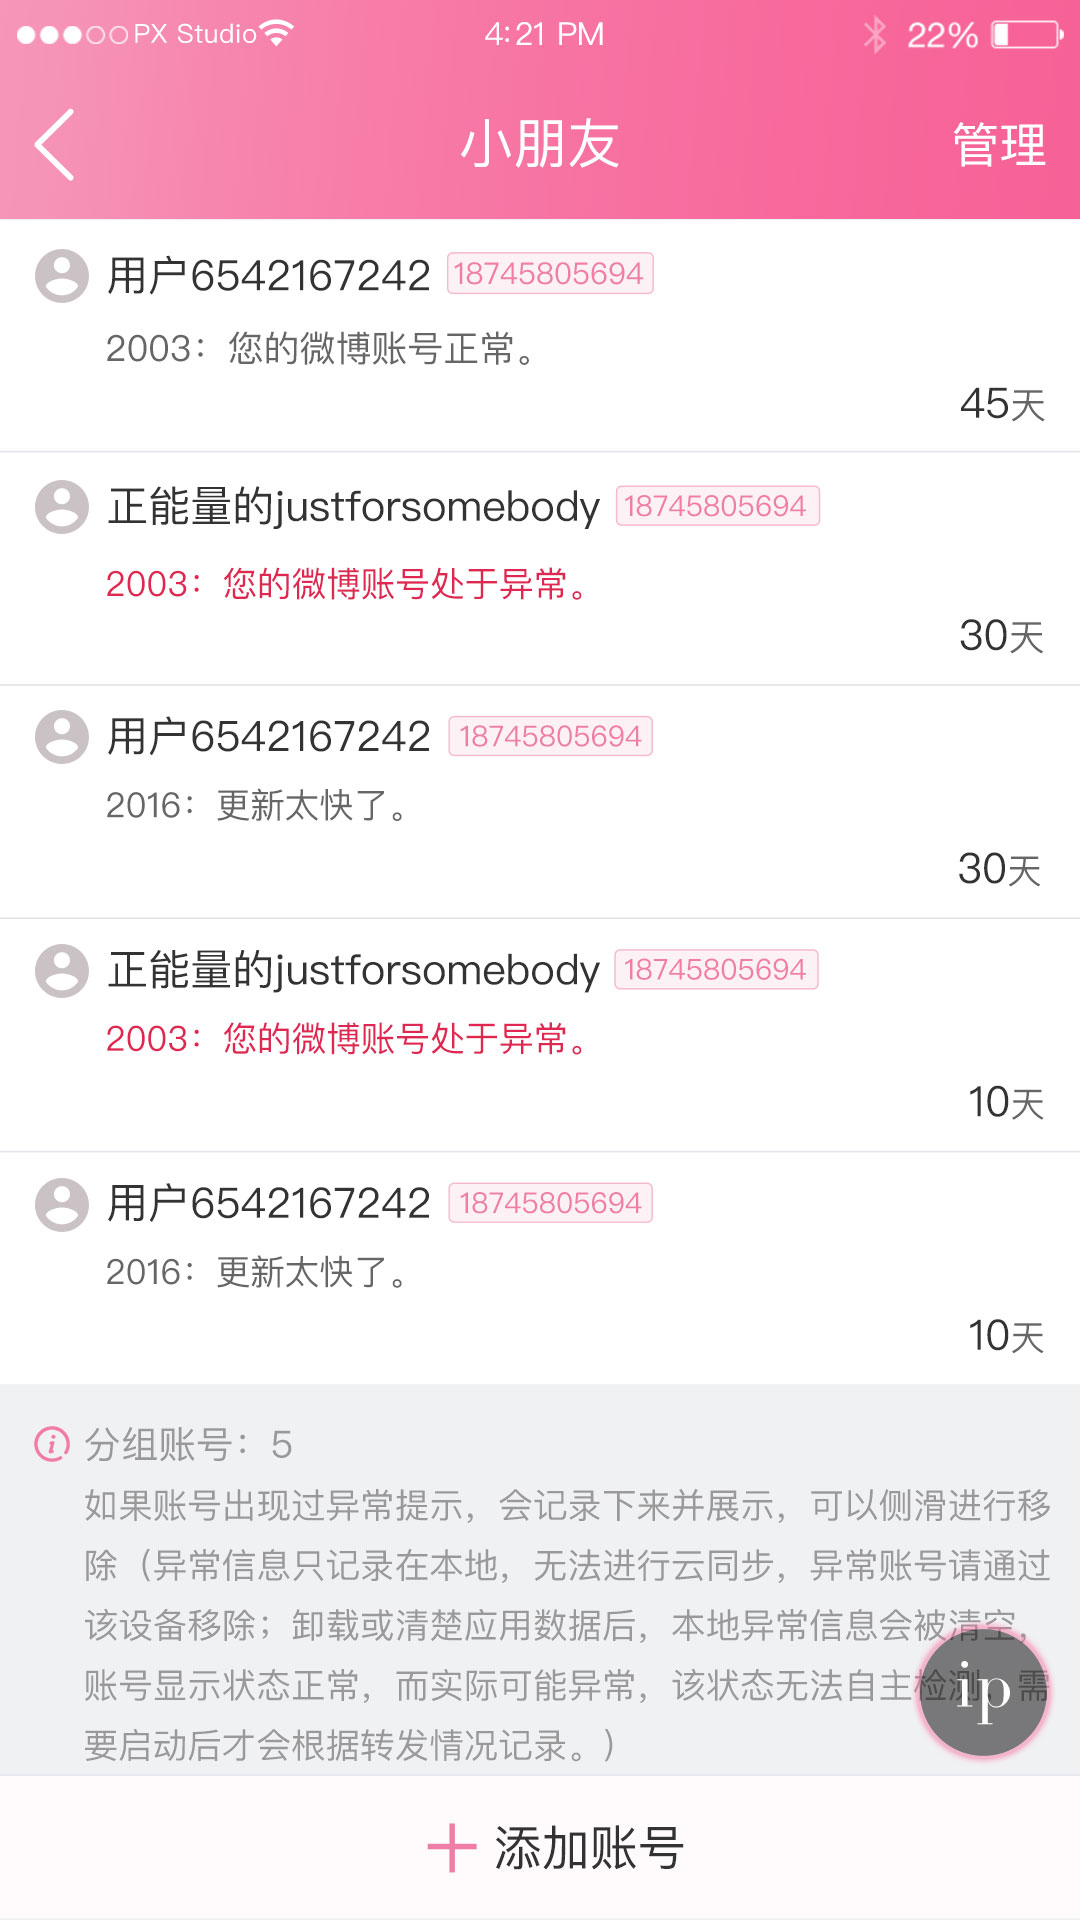 PX Studio 4:21 PM 22%
小朋友 管理
用户6542167242 18745805694
2003：您的微博账号正常。
45天
正能量的justforsomebody 18745805694
2003：您的微博账号处于异常。
30天
用户6542167242 18745805694
2016：更新太快了。
30天
正能量的justforsomebody 18745805694
2003：您的微博账号处于异常。
10天
用户6542167242 18745805694
2016：更新太快了。
10天
分组账号：5
如果账号出现过异常提示，会记录下来并展示，可以侧滑进行移
除（异常信息只记录在本地，无法进行云同步，异常账号请通过
该设备移除；卸载或清楚应用数据后，本地异常信息会被清空，
账号显示状态正常，而实际可能异常，该状态无法自主检测，需
要启动后才会根据转发情况记录。）
ip
添加账号